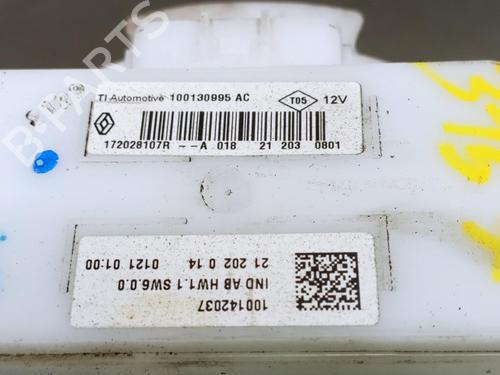 TI Automotive 100130995 AC
T05 12V
172028107R --A 018 21 203 0801
100142037
IND AB HW1.1 SW6.0.0
21 202 0 14
0121 01:00
B-PARTS